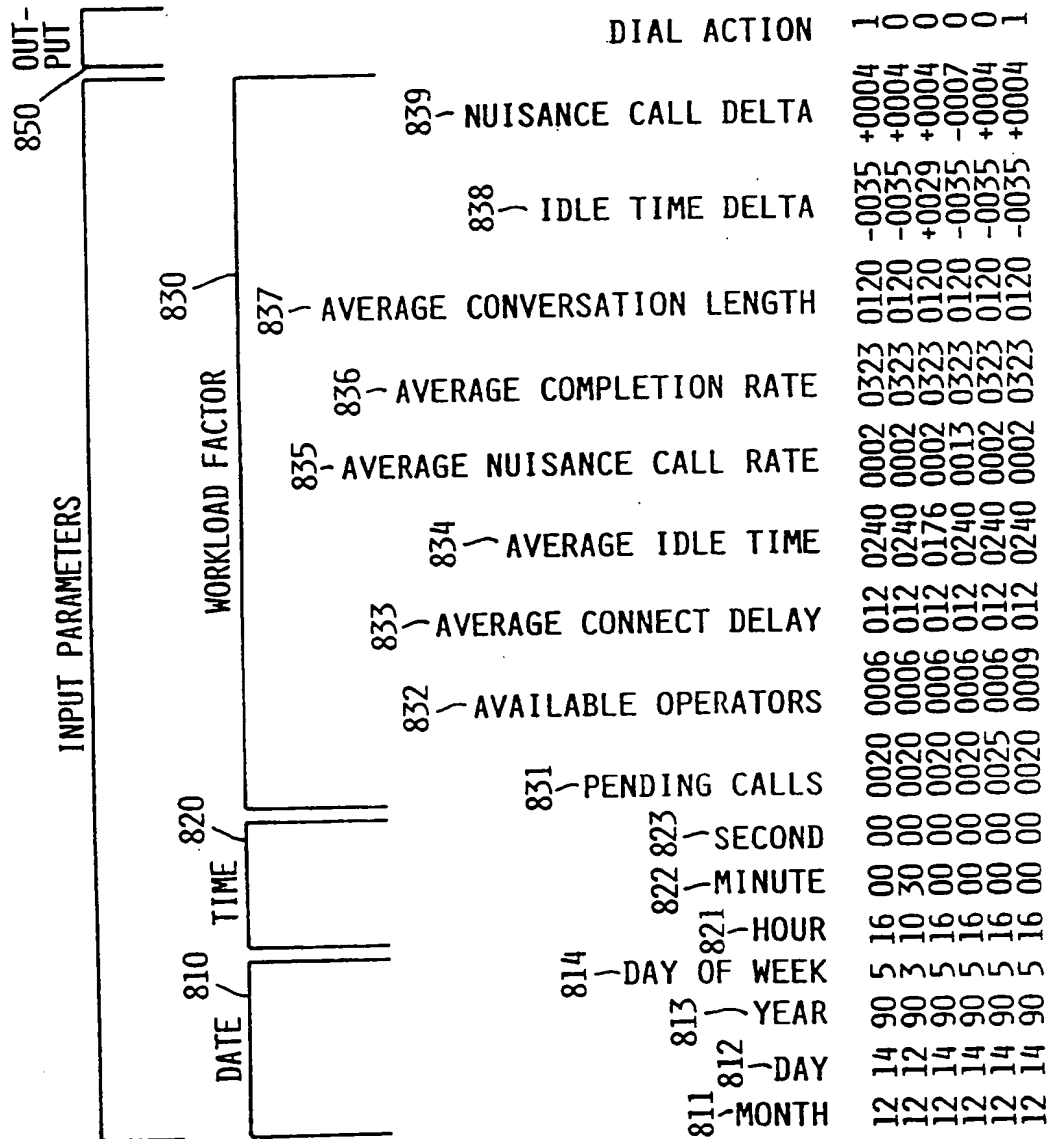 INPUT PARAMETERS
850
OUT-
PUT
DATE
810
TIME
820
WORKLOAD FACTOR
830
811
MONTH
812
DAY
813
YEAR
814
DAY OF WEEK
821
HOUR
822
MINUTE
823
SECOND
831
PENDING CALLS
832
AVAILABLE OPERATORS
833
AVERAGE CONNECT DELAY
834
AVERAGE IDLE TIME
835
AVERAGE NUISANCE CALL RATE
836
AVERAGE COMPLETION RATE
837
AVERAGE CONVERSATION LENGTH
838
IDLE TIME DELTA
839
NUISANCE CALL DELTA
DIAL ACTION
12 14 90 5 16 00 00 0020 0006 012 0240 0002 0323 0120 -0035 +0004 1
12 12 90 3 10 30 00 0020 0006 012 0240 0002 0323 0120 -0035 +0004 0
12 14 90 5 16 00 00 0020 0006 012 0176 0002 0323 0120 +0029 +0004 0
12 14 90 5 16 00 00 0020 0006 012 0240 0013 0323 0120 -0035 -0007 0
12 14 90 5 16 00 00 0025 0006 012 0240 0002 0323 0120 -0035 +0004 0
12 14 90 5 16 00 00 0020 0009 012 0240 0002 0323 0120 -0035 +0004 1